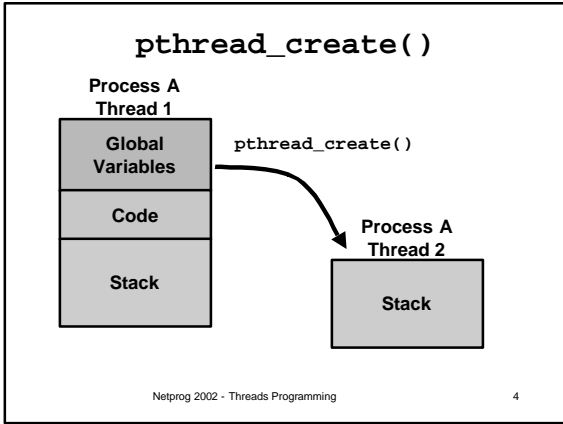 pthread_create()
Process A
Thread 1
Global
Variables
Code
Stack
pthread_create()
Process A
Thread 2
Stack
Netprog 2002 - Threads Programming
4